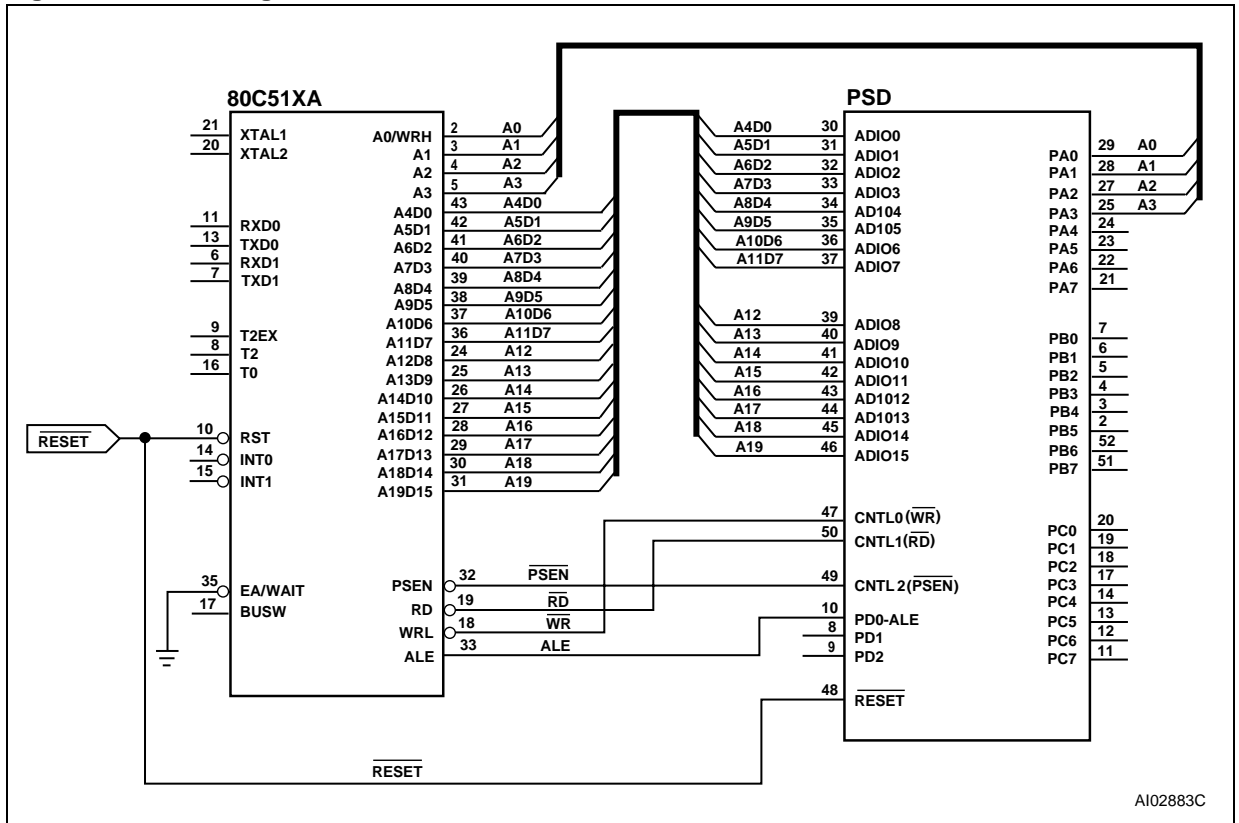 80C51XA
21 XTAL1
20 XTAL2
11 RXD0
13 TXD0
6 RXD1
7 TXD1
9 T2EX
8 T2
16 T0
RESET
10 RST
14 INT0
15 INT1
35 EA/WAIT
17 BUSW
A0/WRH 2 A0
A1 3 A1
A2 4 A2
A3 5 A3
A4D0 43 A4D0
A5D1 42 A5D1
A6D2 41 A6D2
A7D3 40 A7D3
A8D4 39 A8D4
A9D5 38 A9D5
A10D6 37 A10D6
A11D7 36 A11D7
A12D8 24 A12
A13D9 25 A13
A14D10 26 A14
A15D11 27 A15
A16D12 28 A16
A17D13 29 A17
A18D14 30 A18
A19D15 31 A19
PSEN 32 PSEN
RD 19 RD
WRL 18 WR
ALE 33 ALE
RESET
PSD
A4D0 30 ADIO0
A5D1 31 ADIO1
A6D2 32 ADIO2
A7D3 33 ADIO3
A8D4 34 AD104
A9D5 35 AD105
A10D6 36 ADIO6
A11D7 37 ADIO7
A12 39 ADIO8
A13 40 ADIO9
A14 41 ADIO10
A15 42 ADIO11
A16 43 AD1012
A17 44 AD1013
A18 45 ADIO14
A19 46 ADIO15
47 CNTL0(WR)
50 CNTL1(RD)
49 CNTL2(PSEN)
10 PD0-ALE
8 PD1
9 PD2
48 RESET
PA0 29 A0
PA1 28 A1
PA2 27 A2
PA3 25 A3
PA4 24
PA5 23
PA6 22
PA7 21
PB0 7
PB1 6
PB2 5
PB3 4
PB4 3
PB5 2
PB6 52
PB7 51
PC0 20
PC1 19
PC2 18
PC3 17
PC4 14
PC5 13
PC6 12
PC7 11
AI02883C